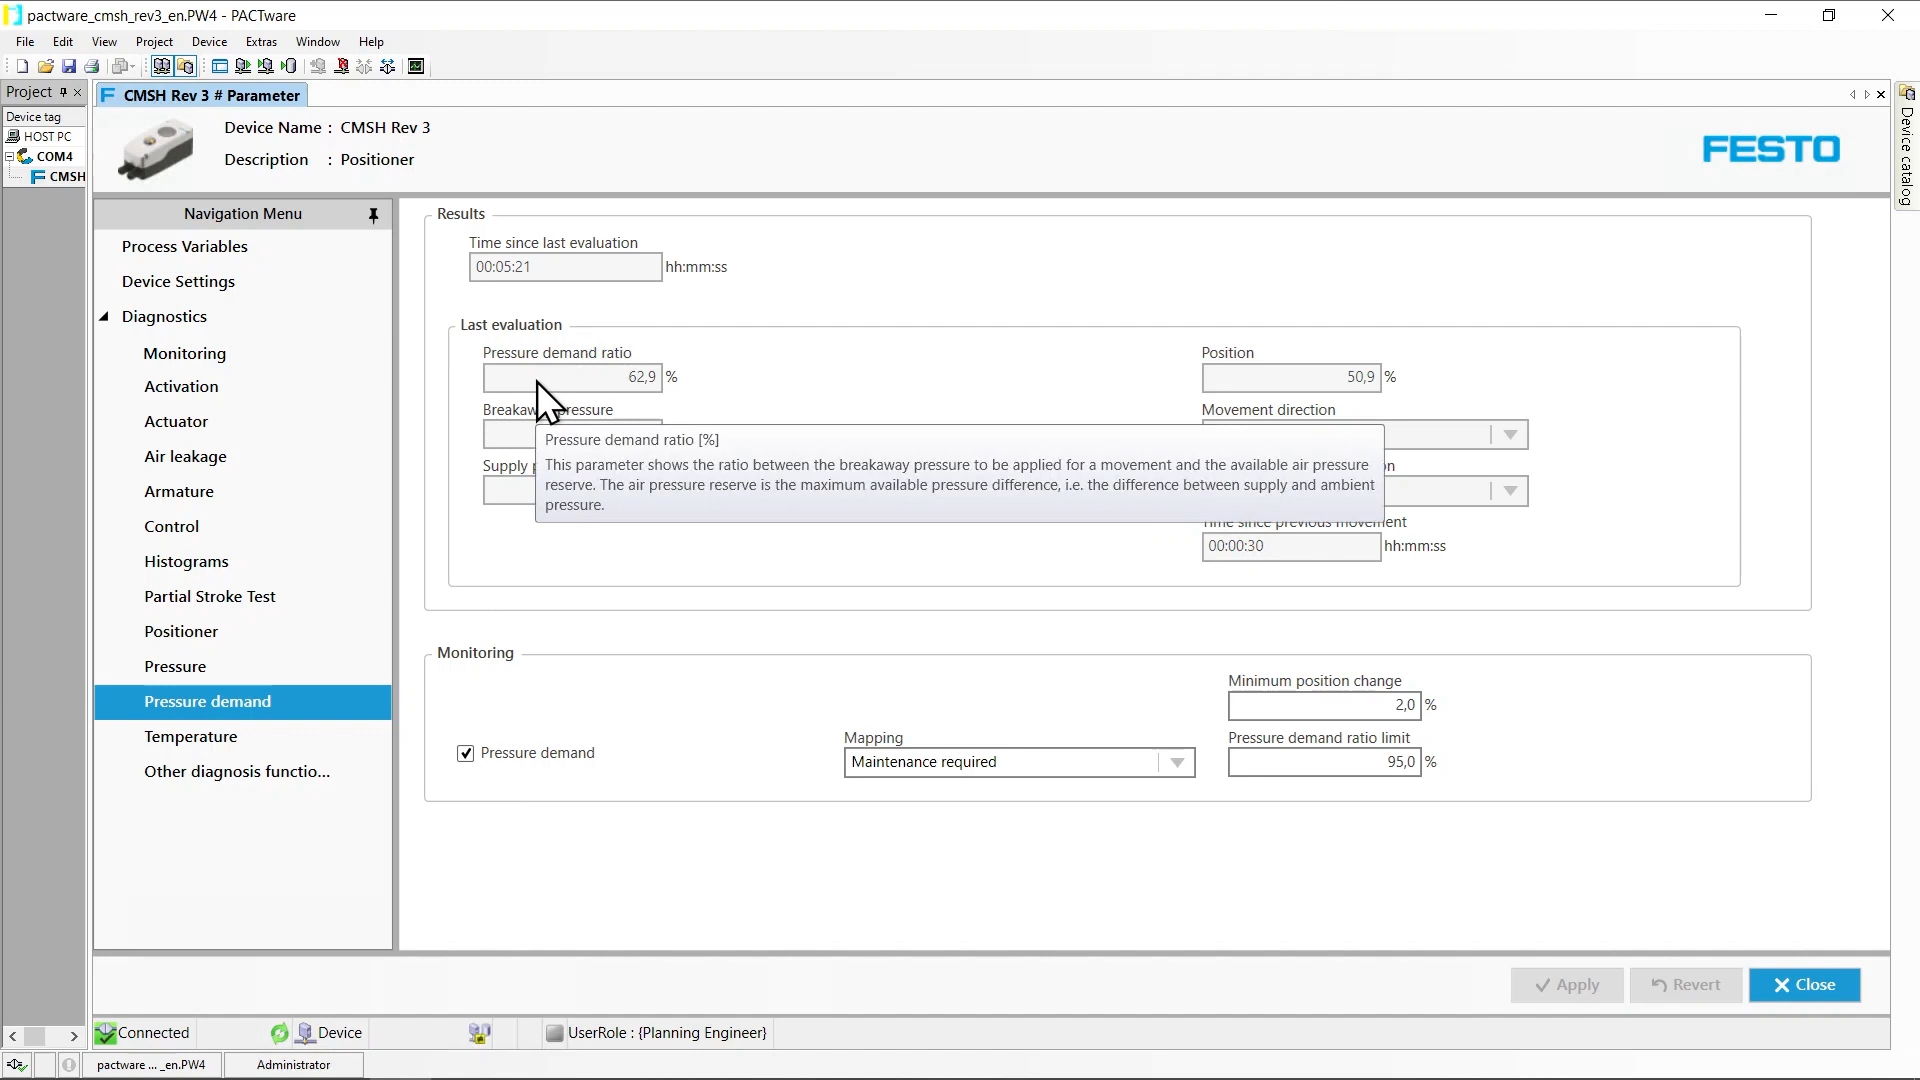 pactware_cmsh_rev3_en.PW4 - PACTware
File Edit View Project Device Extras Window Help
Project
CMSH Rev 3 # Parameter
Device tag
HOST PC
COM4
CMSH
Device Name : CMSH Rev 3
Description : Positioner
FESTO
Device catalog
Navigation Menu
Process Variables
Device Settings
Diagnostics
Monitoring
Activation
Actuator
Air leakage
Armature
Control
Histograms
Partial Stroke Test
Positioner
Pressure
Pressure demand
Temperature
Other diagnosis functio...
Results
Time since last evaluation
00:05:21 hh:mm:ss
Last evaluation
Pressure demand ratio
62,9 %
Position
50,9 %
Movement direction
Supply
Pressure demand ratio [%]
This parameter shows the ratio between the breakaway pressure to be applied for a movement and the available air pressure
reserve. The air pressure reserve is the maximum available pressure difference, i.e. the difference between supply and ambient
pressure.
Time since previous movement
00:00:30 hh:mm:ss
Monitoring
Minimum position change
2,0 %
Pressure demand
Mapping
Maintenance required
Pressure demand ratio limit
95,0 %
Apply Revert Close
Connected Device UserRole : {Planning Engineer}
pactware ... _en.PW4 Administrator